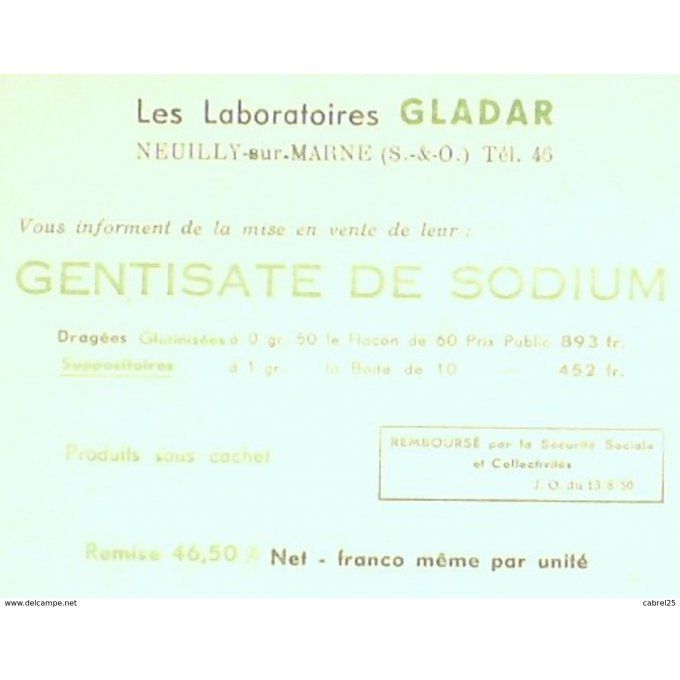 Les Laboratoires GLADAR
NEUILLY-sur-MARNE (S.-&-O.) Tél. 46
Vous informent de la mise en vente de leur :
GENTISATE DE SODIUM
Dragées Glutinisées à 0 gr. 50 le Flacon de 60 Prix Public 893 fr.
Suppositoires à 1 gr. la Boîte de 10 — 452 fr.
Produits sous cachet
REMBOURSÉ par la Sécurité Sociale
et Collectivités
J. O. du 13-8-50
Remise 46,50 % Net - franco même par unité
www.delcampe.net
cabrel25